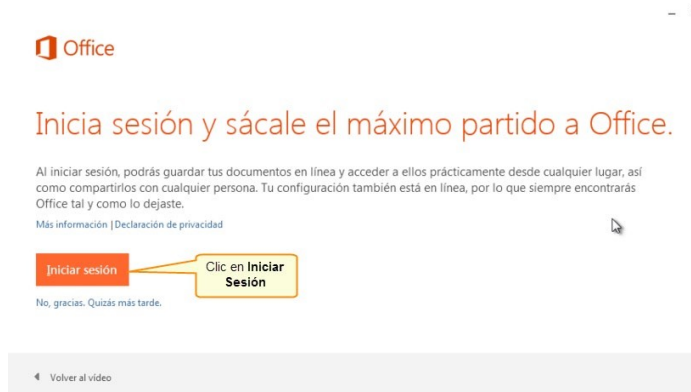 Office
Inicia sesión y sácale el máximo partido a Office.
Al iniciar sesión, podrás guardar tus documentos en línea y acceder a ellos prácticamente desde cualquier lugar, así
como compartirlos con cualquier persona. Tu configuración también está en línea, por lo que siempre encontrarás
Office tal y como lo dejaste.
Más información | Declaración de privacidad
Iniciar sesión
Clic en Iniciar
Sesión
No, gracias. Quizás más tarde.
Volver al vídeo